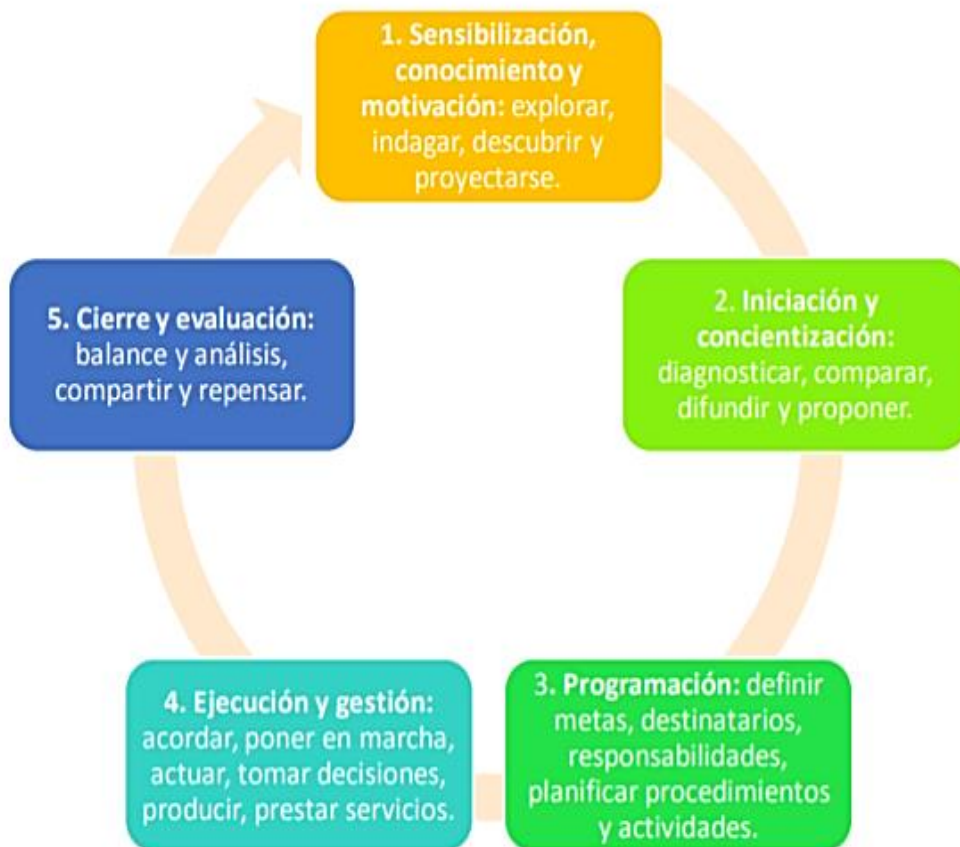 1. Sensibilización,
conocimiento y
motivación: explorar,
indagar, descubrir y
proyectarse.
2. Iniciación y
concientización:
diagnosticar, comparar,
difundir y proponer.
3. Programación: definir
metas, destinatarios,
responsabilidades,
planificar procedimientos
y actividades.
4. Ejecución y gestión:
acordar, poner en marcha,
actuar, tomar decisiones,
producir, prestar servicios.
5. Cierre y evaluación:
balance y análisis,
compartir y repensar.